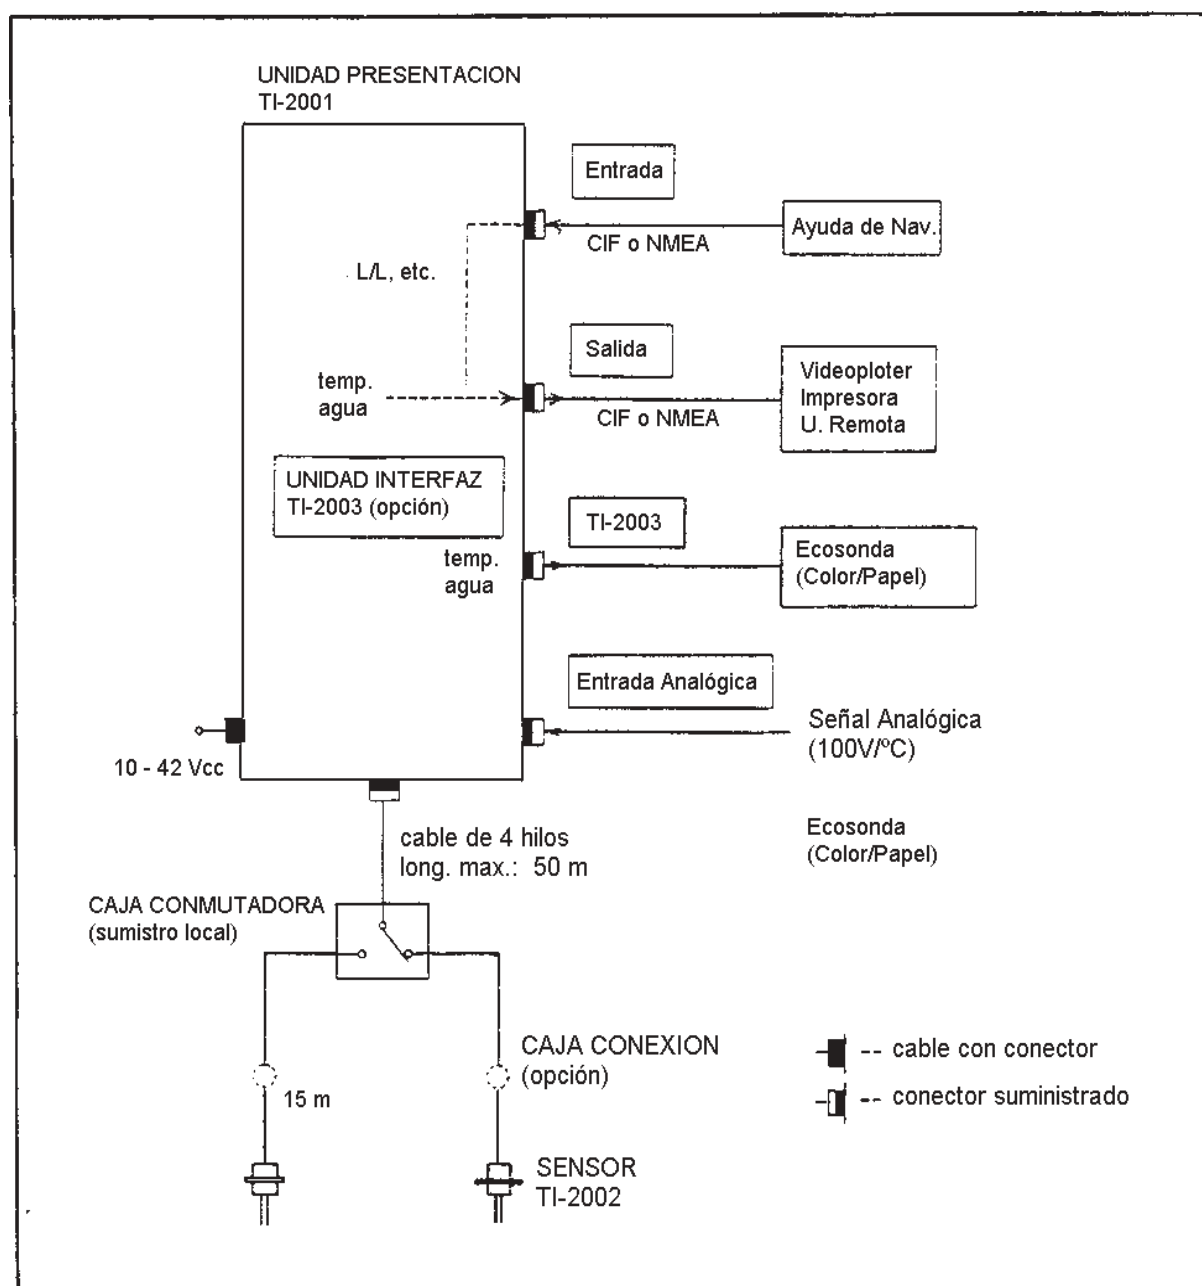 UNIDAD PRESENTACION
TI-2001
Entrada
Ayuda de Nav.
CIF o NMEA
L/L, etc.
Salida
Videoploter
Impresora
U. Remota
temp.
agua
CIF o NMEA
UNIDAD INTERFAZ
TI-2003 (opción)
TI-2003
Ecosonda
(Color/Papel)
temp.
agua
Entrada Analógica
Señal Analógica
(100V/ºC)
10 - 42 Vcc
cable de 4 hilos
long. max.: 50 m
Ecosonda
(Color/Papel)
CAJA CONMUTADORA
(sumistro local)
CAJA CONEXION
(opción)
15 m
-- cable con conector
-- conector suministrado
SENSOR
TI-2002